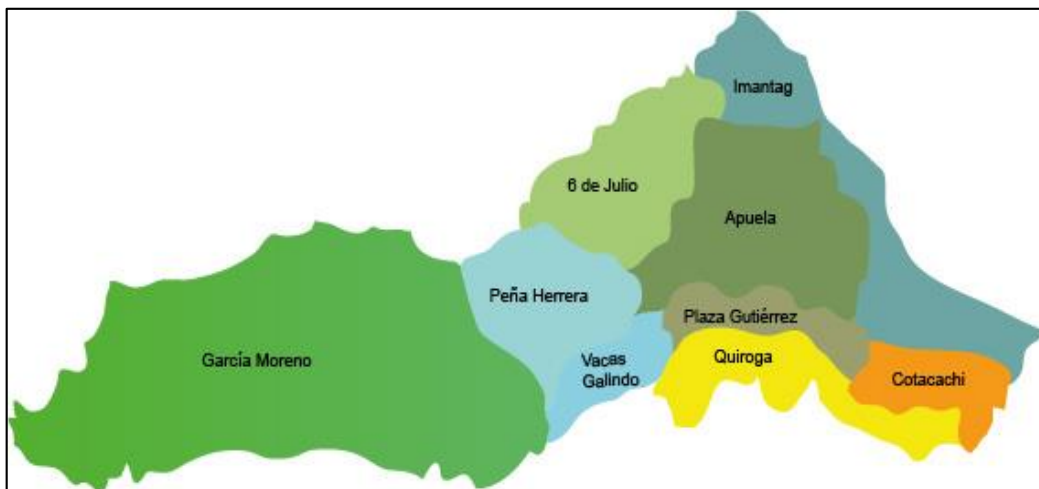 Imantag
6 de Julio
Apuela
Peña Herrera
Plaza Gutiérrez
García Moreno
Vacas
Galindo
Quiroga
Cotacachi